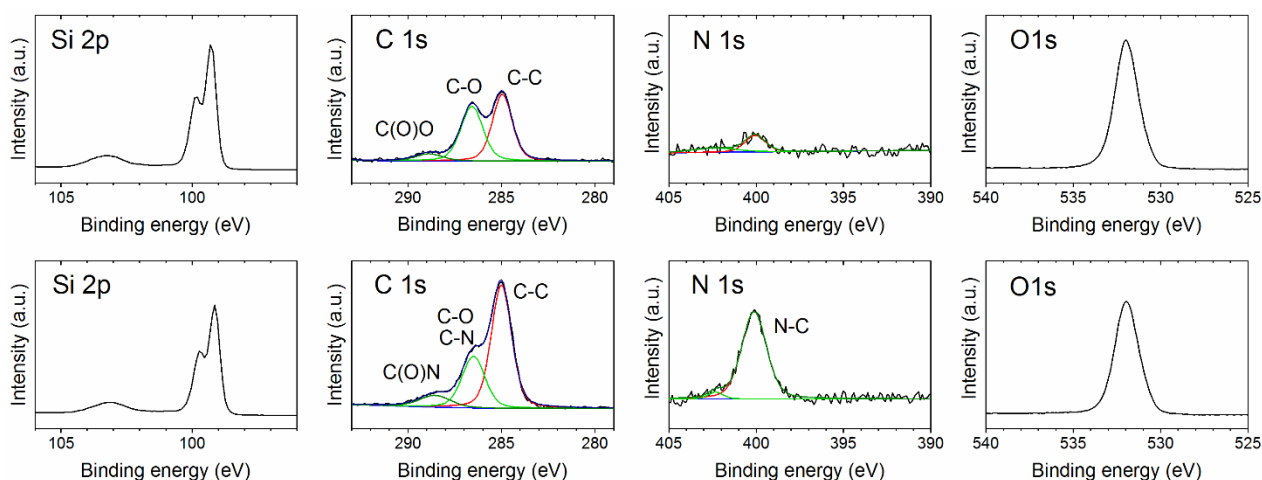 Intensity (a.u.)
Si 2p
105
100
Binding energy (eV)
Intensity (a.u.)
C 1s
C(O)O
C-O
C-C
290
285
280
Binding energy (eV)
Intensity (a.u.)
N 1s
405
400
395
390
Binding energy (eV)
Intensity (a.u.)
O1s
540
535
530
525
Binding energy (eV)
Intensity (a.u.)
Si 2p
105
100
Binding energy (eV)
Intensity (a.u.)
C 1s
C(O)N
C-O
C-N
C-C
290
285
280
Binding energy (eV)
Intensity (a.u.)
N 1s
N-C
405
400
395
390
Binding energy (eV)
Intensity (a.u.)
O1s
540
535
530
525
Binding energy (eV)